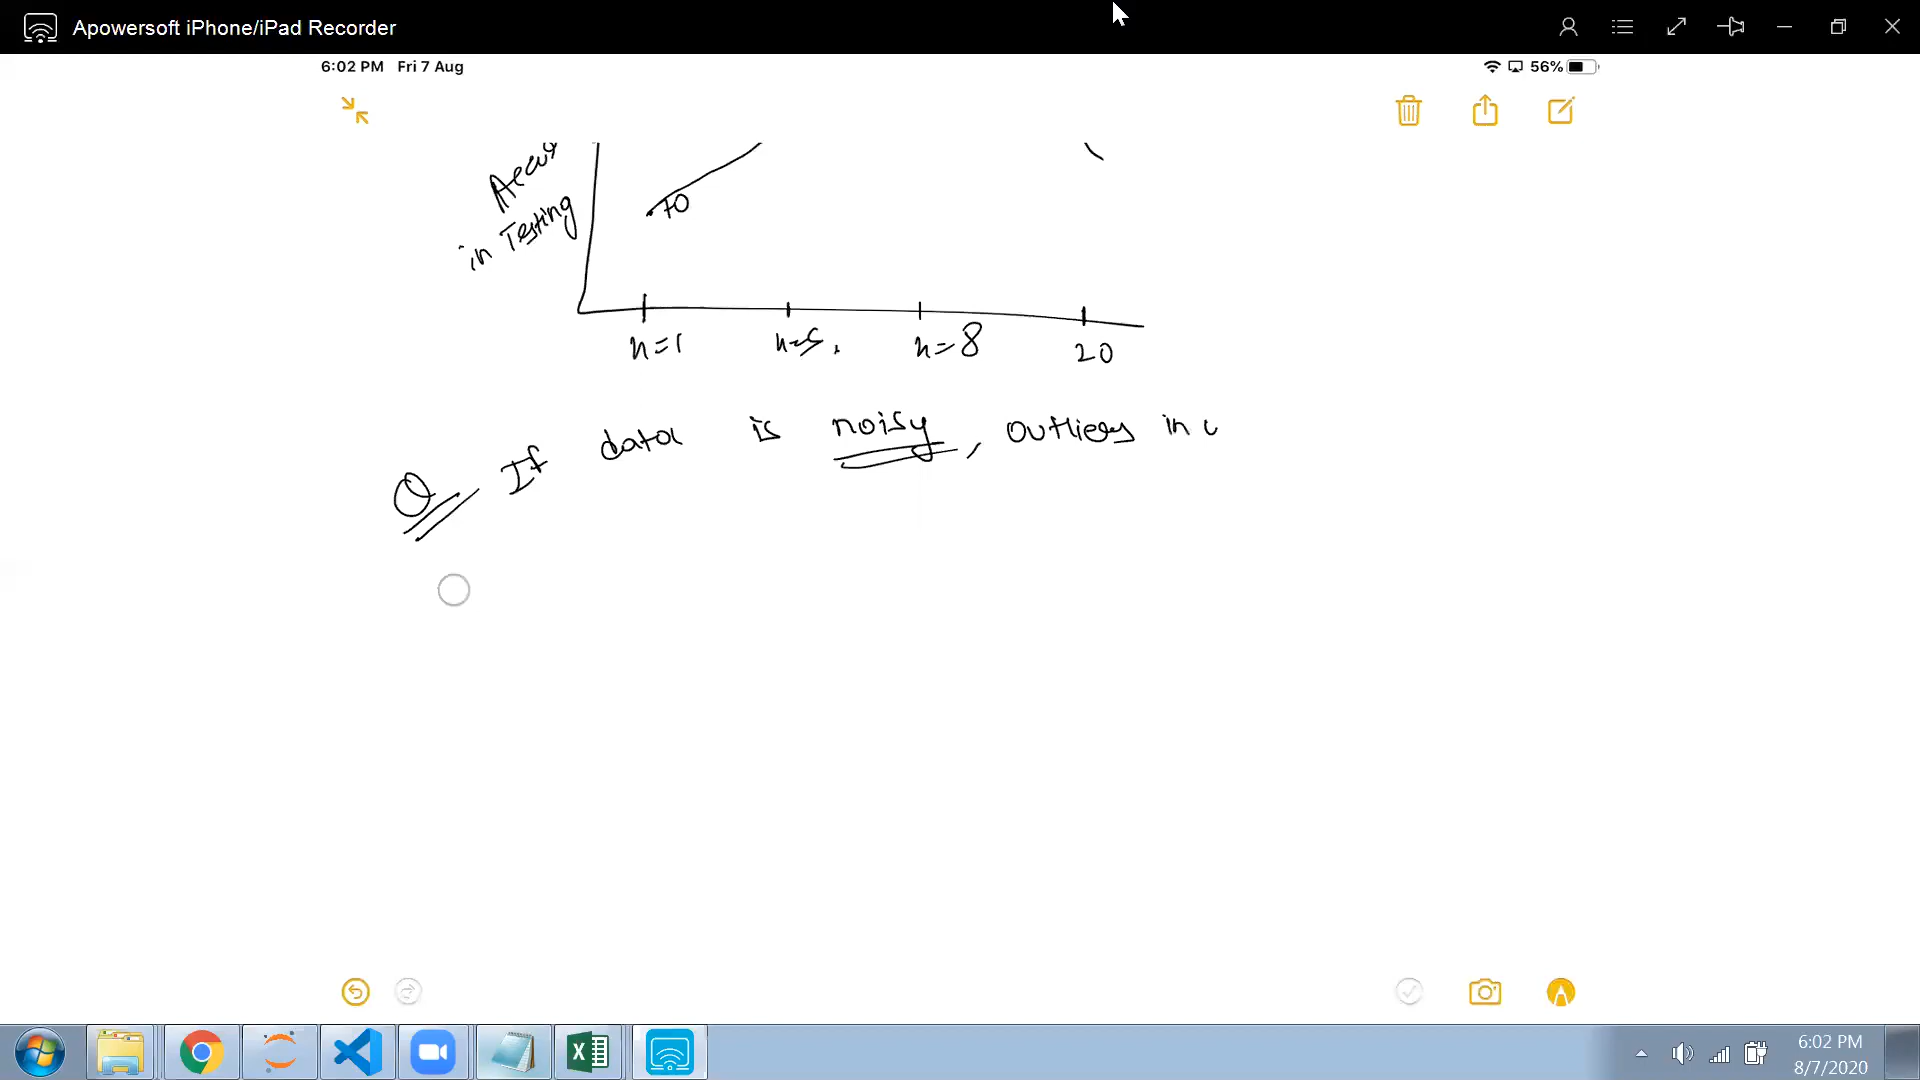 Apowersoft iPhone/iPad Recorder
6:02 PM Fri 7 Aug
56%
in Testing
70
n=1
n=5.
n=8
20
Q If data is noisy, outliers in
6:02 PM
8/7/2020